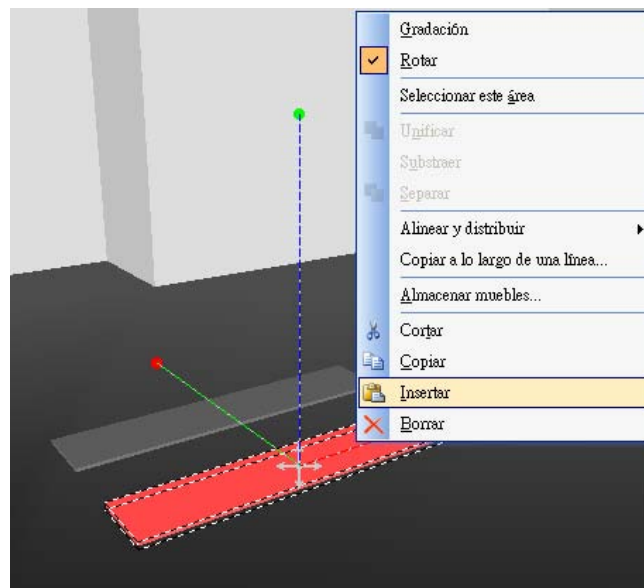 Gradación
Rotar
Seleccionar este área
Unificar
Substraer
Separar
Alinear y distribuir
Copiar a lo largo de una línea...
Almacenar muebles...
Cortar
Copiar
Insertar
Borrar